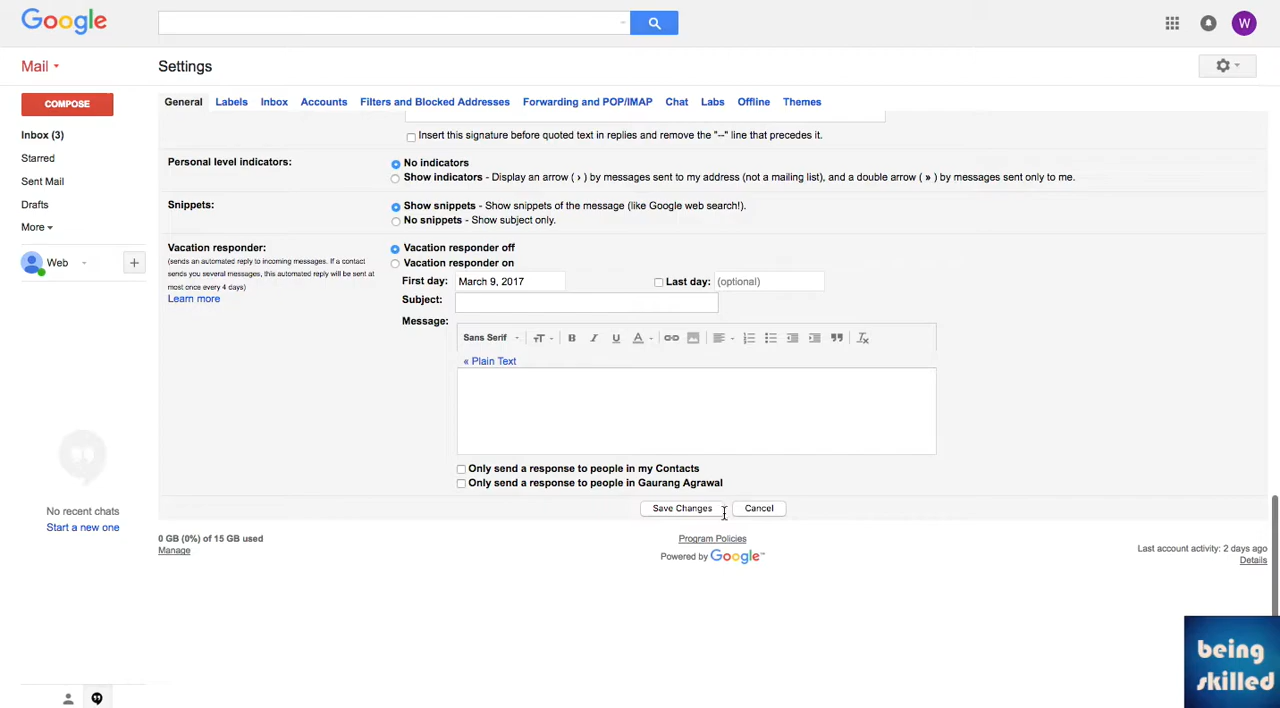 Google
W
Mail
Settings
COMPOSE
General Labels Inbox Accounts Filters and Blocked Addresses Forwarding and POP/IMAP Chat Labs Offline Themes
Inbox (3)
Starred
Sent Mail
Drafts
More
Web
+
No recent chats
Start a new one
Insert this signature before quoted text in replies and remove the "--" line that precedes it.
Personal level indicators:
No indicators
Show indicators - Display an arrow ( › ) by messages sent to my address (not a mailing list), and a double arrow ( » ) by messages sent only to me.
Snippets:
Show snippets - Show snippets of the message (like Google web search!).
No snippets - Show subject only.
Vacation responder:
(sends an automated reply to incoming messages. If a contact
sends you several messages, this automated reply will be sent at
most once every 4 days)
Learn more
Vacation responder off
Vacation responder on
First day: March 9, 2017 Last day: (optional)
Subject:
Message:
Sans Serif TT B I U A
« Plain Text
Only send a response to people in my Contacts
Only send a response to people in Gaurang Agrawal
Save Changes Cancel
0 GB (0%) of 15 GB used
Manage
Program Policies
Powered by Google™
Last account activity: 2 days ago
Details
being
skilled